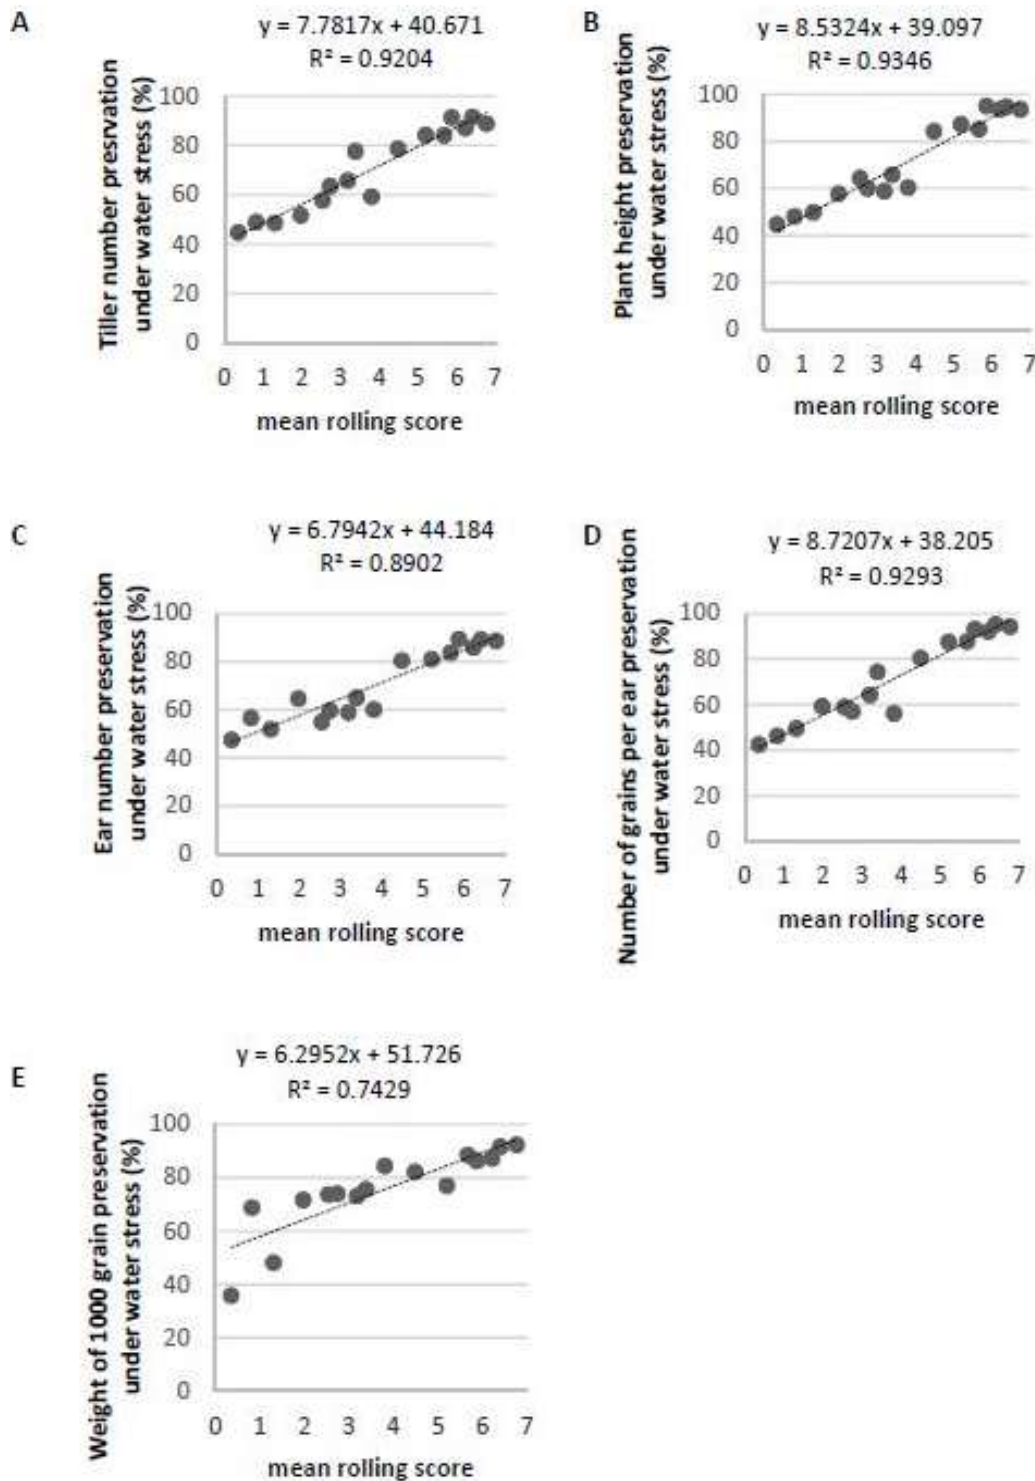 A
y = 7.7817x + 40.671
R² = 0.9204
Tiller number presrvation
under water stress (%)
100
80
60
40
20
0
0 1 2 3 4 5 6 7
mean rolling score
B
y = 8.5324x + 39.097
R² = 0.9346
Plant height preservation
under water stress (%)
100
80
60
40
20
0
0 1 2 3 4 5 6 7
mean rolling score
C
y = 6.7942x + 44.184
R² = 0.8902
Ear number preservation
under water stress (%)
100
80
60
40
20
0
0 1 2 3 4 5 6 7
mean rolling score
D
y = 8.7207x + 38.205
R² = 0.9293
Number of grains per ear preservation
under water stress (%)
100
80
60
40
20
0
0 1 2 3 4 5 6 7
mean rolling score
E
y = 6.2952x + 51.726
R² = 0.7429
Weight of 1000 grain preservation
under water stress (%)
100
80
60
40
20
0
0 1 2 3 4 5 6 7
mean rolling score